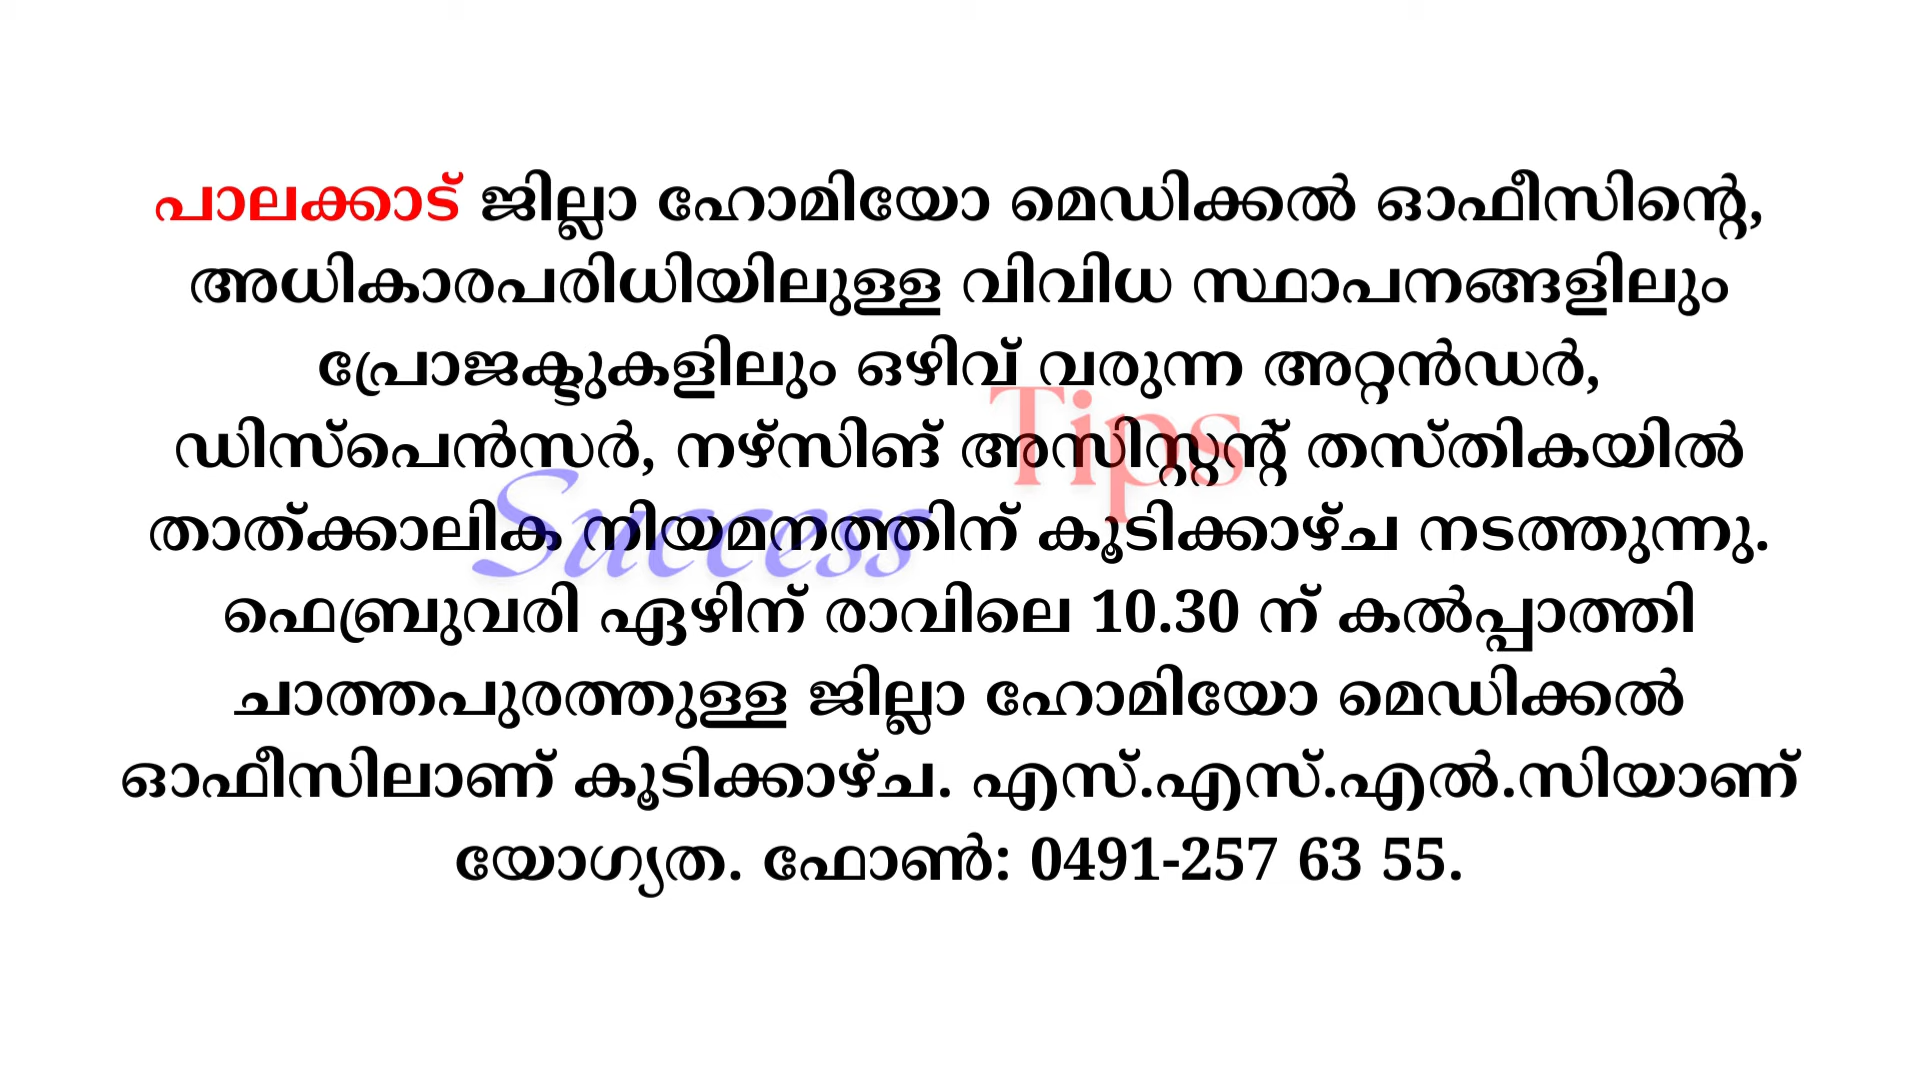 പാലക്കാട് ജില്ലാ ഹോമിയോ മെഡിക്കൽ ഓഫീസിന്റെ,
അധികാരപരിധിയിലുള്ള വിവിധ സ്ഥാപനങ്ങളിലും
പ്രോജക്ടുകളിലും ഒഴിവ് വരുന്ന അറ്റൻഡർ,
ഡിസ്പെൻസർ, നഴ്സിങ് അസിസ്റ്റന്റ് തസ്തികയിൽ
താത്ക്കാലിക നിയമനത്തിന് കൂടിക്കാഴ്ച നടത്തുന്നു.
ഫെബ്രുവരി ഏഴിന് രാവിലെ 10.30 ന് കൽപ്പാത്തി
ചാത്തപുരത്തുള്ള ജില്ലാ ഹോമിയോ മെഡിക്കൽ
ഓഫീസിലാണ് കൂടിക്കാഴ്ച. എസ്.എസ്.എൽ.സിയാണ്
യോഗ്യത. ഫോൺ: 0491-257 63 55.
Success Tips